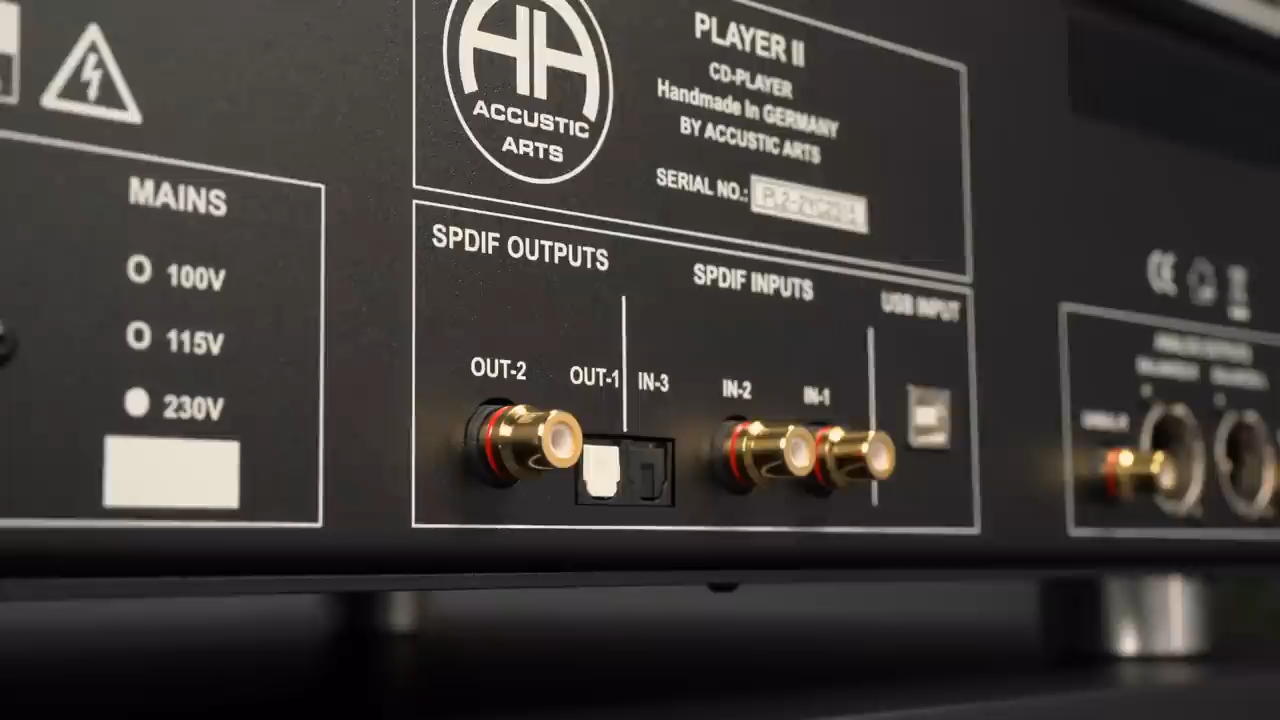 PLAYER II
CD-PLAYER
Handmade In GERMANY
BY ACCUSTIC ARTS
ACCUSTIC
ARTS
SERIAL NO.:
MAINS
100V
115V
230V
SPDIF OUTPUTS
SPDIF INPUTS
USB INPUT
OUT-2
OUT-1
IN-3
IN-2
IN-1
CE